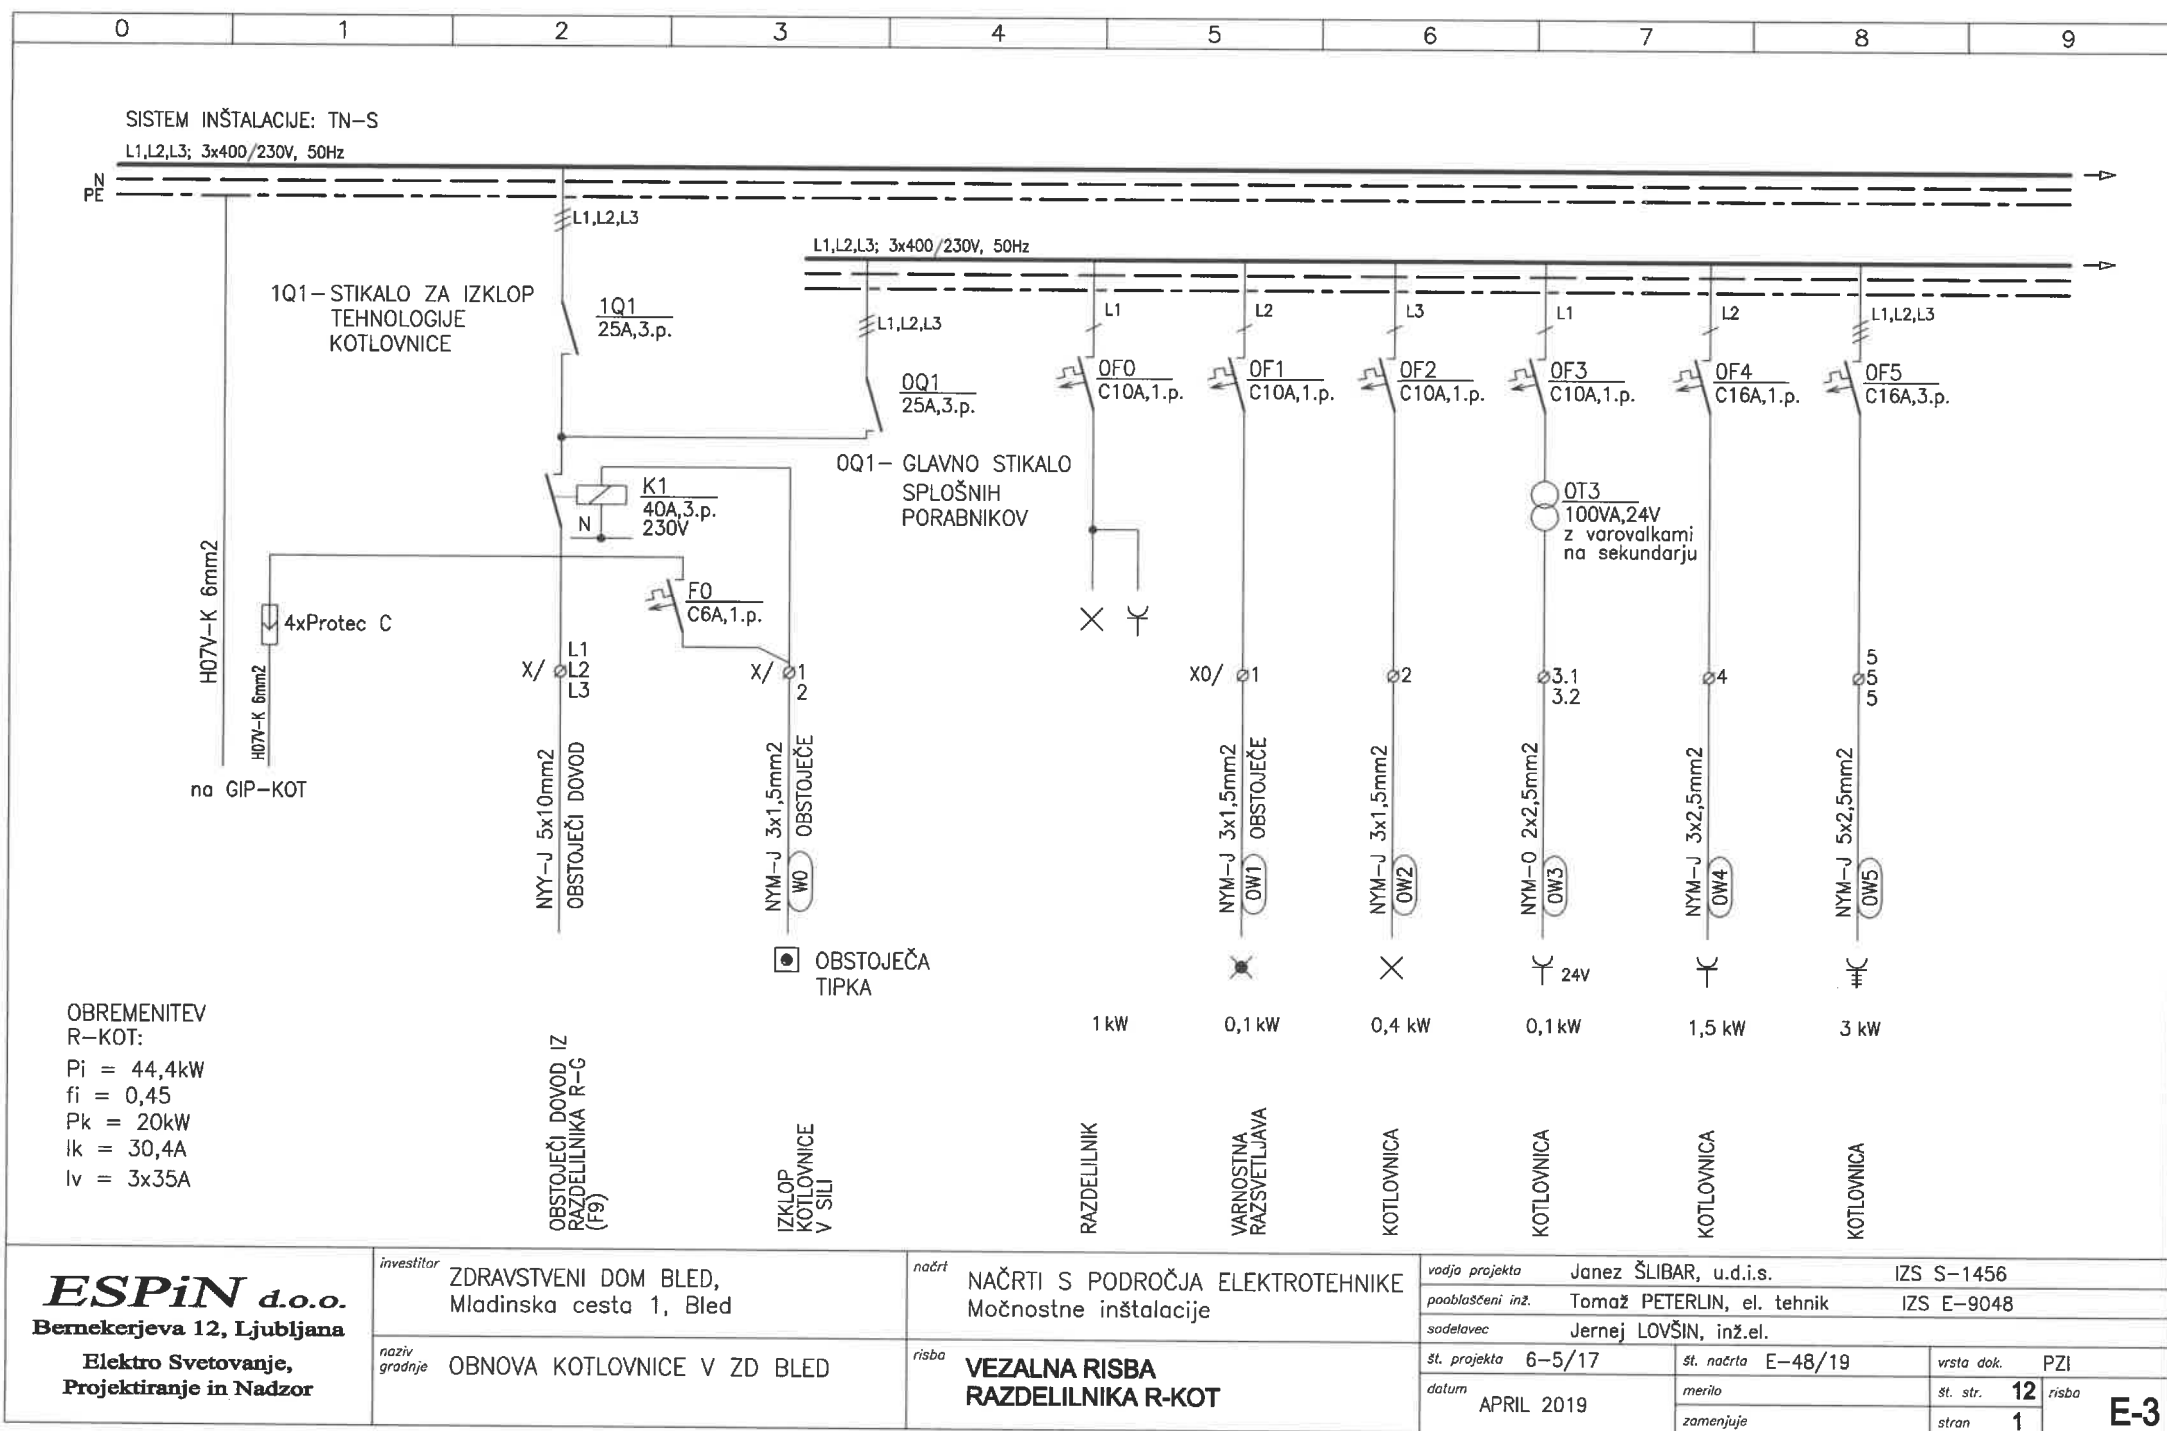 0 1 2 3 4 5 6 7 8 9
SISTEM INŠTALACIJE: TN-S
L1,L2,L3; 3x400/230V, 50Hz
N
PE
L1,L2,L3
L1,L2,L3; 3x400/230V, 50Hz
1Q1-STIKALO ZA IZKLOP
TEHNOLOGIJE
KOTLOVNICE
1Q1
25A,3.p.
L1,L2,L3
0Q1
25A,3.p.
0Q1- GLAVNO STIKALO
SPLOŠNIH
PORABNIKOV
L1
0F0
C10A,1.p.
L2
0F1
C10A,1.p.
L3
0F2
C10A,1.p.
L1
0F3
C10A,1.p.
L2
0F4
C16A,1.p.
L1,L2,L3
0F5
C16A,3.p.
K1
40A,3.p.
230V
N
0T3
100VA,24V
z varovalkami
na sekundarju
H07V-K 6mm2
4xProtec C
H07V-K 6mm2
na GIP-KOT
F0
C6A,1.p.
X/
L1
L2
L3
X/ 1
2
X0/ 1
2
3.1
3.2
4
5
5
5
NYY-J 5x10mm2
OBSTOJEČI DOVOD
NYM-J 3x1,5mm2
OBSTOJEČE
W0
NYM-J 3x1,5mm2
OBSTOJEČE
0W1
NYM-J 3x1,5mm2
0W2
NYM-O 2x2,5mm2
0W3
NYM-J 3x2,5mm2
0W4
NYM-J 5x2,5mm2
0W5
OBSTOJEČA
TIPKA
24V
1 kW
0,1 kW
0,4 kW
0,1 kW
1,5 kW
3 kW
OBREMENITEV
R-KOT:
Pi = 44,4kW
fi = 0,45
Pk = 20kW
Ik = 30,4A
Iv = 3x35A
OBSTOJEČI DOVOD IZ
RAZDELILNIKA R-G
(F9)
IZKLOP
KOTLOVNICE
V SILI
RAZDELILNIK
VARNOSTNA
RAZSVETLJAVA
KOTLOVNICA
KOTLOVNICA
KOTLOVNICA
KOTLOVNICA
ESPiN d.o.o.
Bernekerjeva 12, Ljubljana
Elektro Svetovanje,
Projektiranje in Nadzor
investitor
ZDRAVSTVENI DOM BLED,
Mladinska cesta 1, Bled
naziv
gradnje
OBNOVA KOTLOVNICE V ZD BLED
načrt
NAČRTI S PODROČJA ELEKTROTEHNIKE
Močnostne inštalacije
risba
VEZALNA RISBA
RAZDELILNIKA R-KOT
vodja projekta Janez ŠLIBAR, u.d.i.s. IZS S-1456
pooblaščeni inž. Tomaž PETERLIN, el. tehnik IZS E-9048
sodelavec Jernej LOVŠIN, inž.el.
št. projekta 6-5/17 št. načrta E-48/19 vrsta dok. PZI
datum APRIL 2019
merilo
zamenjuje
št. str. 12
stran 1
risba E-3